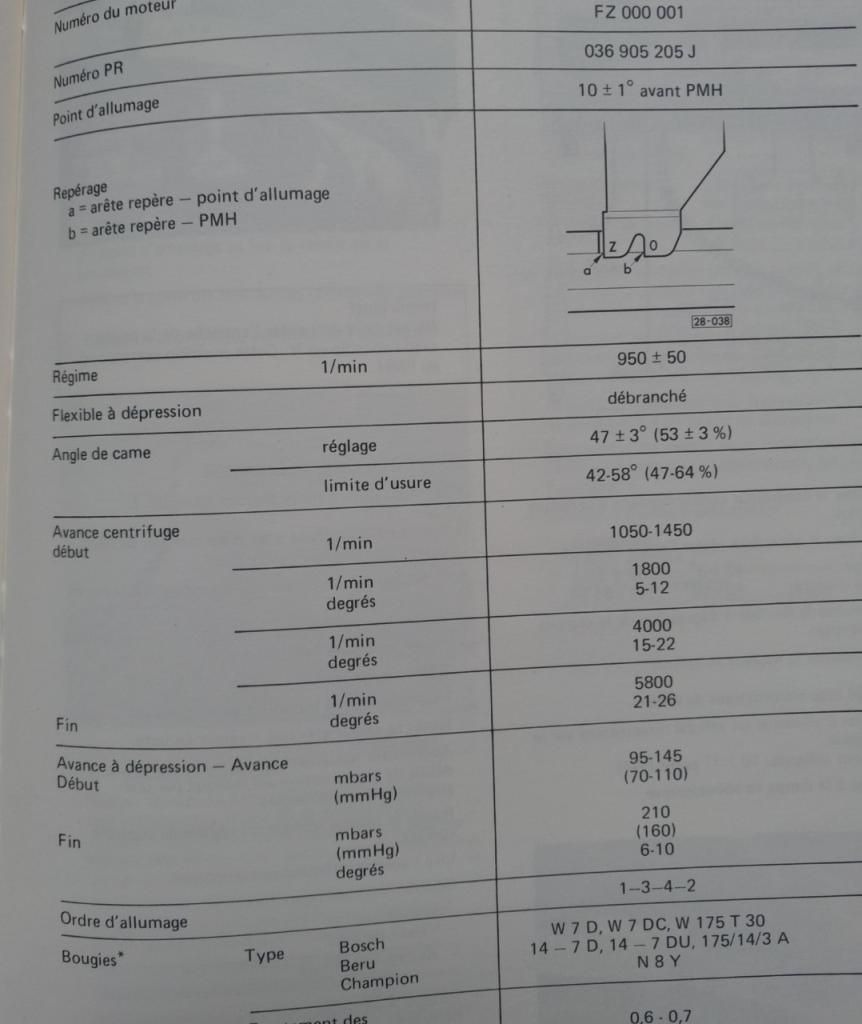 Numéro du moteur FZ 000 001
Numéro PR 036 905 205 J
Point d'allumage 10 ± 1° avant PMH
Repérage
a = arête repère — point d'allumage
b = arête repère — PMH
Z O
a b
28-038
Régime 1/min 950 ± 50
Flexible à dépression débranché
Angle de came réglage 47 ± 3° (53 ± 3 %)
limite d'usure 42-58° (47-64 %)
Avance centrifuge
début 1/min 1050-1450
1/min 1800
degrés 5-12
1/min 4000
degrés 15-22
1/min 5800
Fin degrés 21-26
Avance à dépression — Avance
Début mbars 95-145
(mmHg) (70-110)
Fin mbars 210
(mmHg) (160)
degrés 6-10
Ordre d'allumage 1—3—4—2
Bougies* Type Bosch W 7 D, W 7 DC, W 175 T 30
Beru 14 — 7 D, 14 — 7 DU, 175/14/3 A
Champion N 8 Y
des 0,6 - 0,7